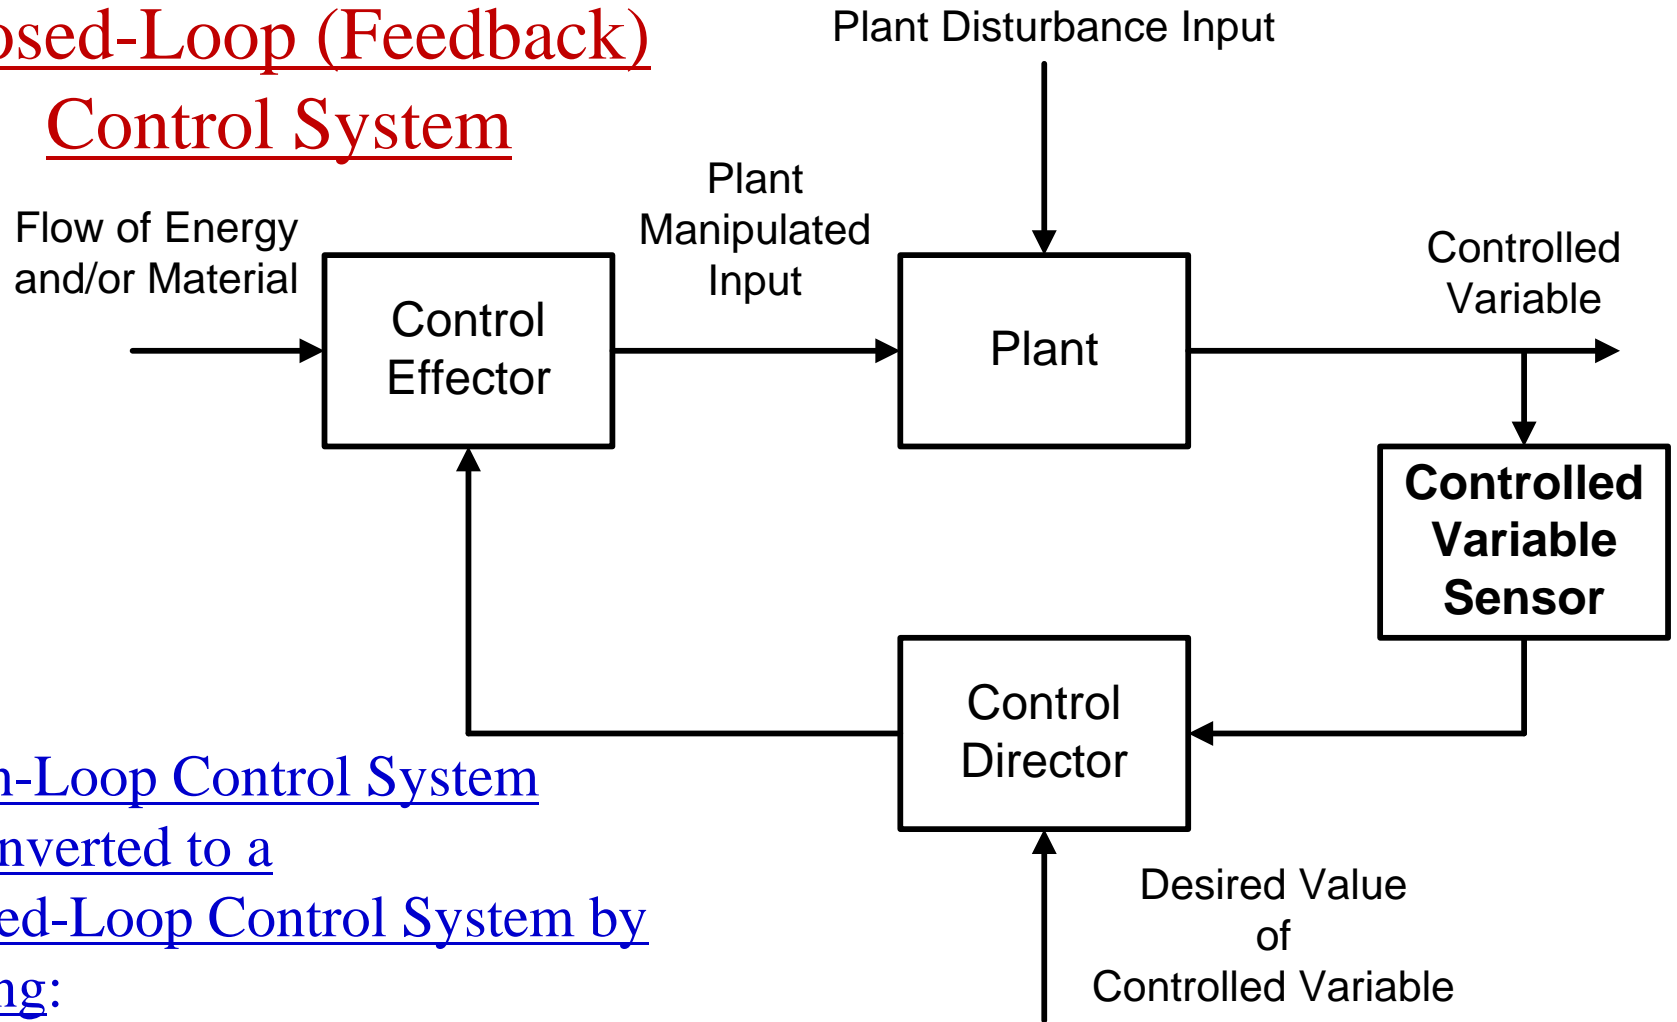 osed-Loop (Feedback)
Control System
Plant Disturbance Input
Flow of Energy
and/or Material
Plant
Manipulated
Input
Controlled
Variable
Control
Effector
Plant
Controlled
Variable
Sensor
Control
Director
n-Loop Control System
nverted to a
ed-Loop Control System by
ng:
Desired Value
of
Controlled Variable